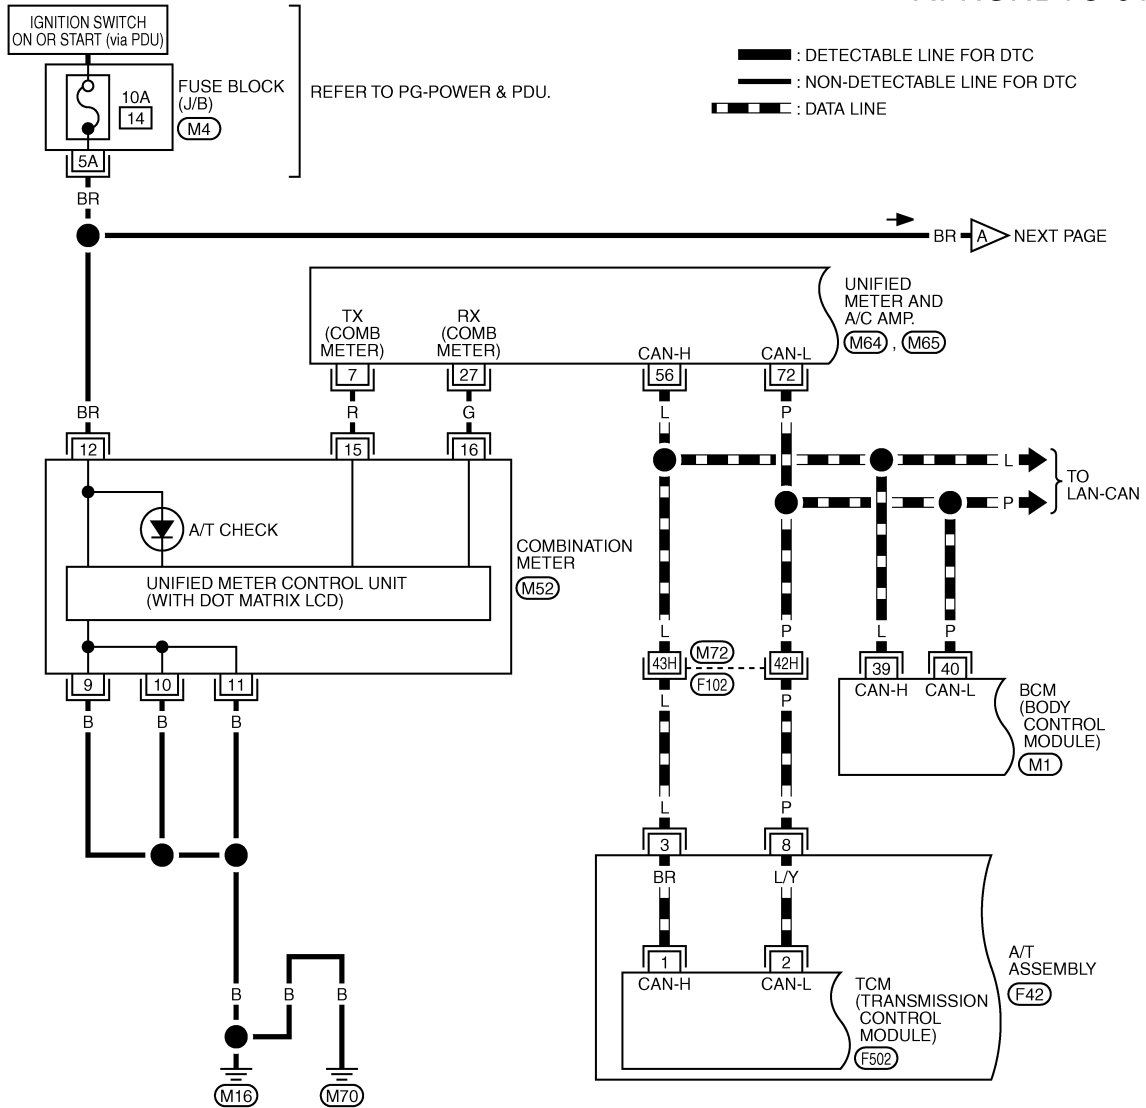 IGNITION SWITCH
ON OR START (via PDU)
10A
14
FUSE BLOCK
(J/B)
M4
REFER TO PG-POWER & PDU.
: DETECTABLE LINE FOR DTC
: NON-DETECTABLE LINE FOR DTC
: DATA LINE
5A
BR
BR
A
NEXT PAGE
UNIFIED
METER AND
A/C AMP.
M64 , M65
TX
(COMB
METER)
RX
(COMB
METER)
CAN-H
CAN-L
7
27
56
72
BR
R
G
L
P
12
15
16
L
P
TO
LAN-CAN
A/T CHECK
UNIFIED METER CONTROL UNIT
(WITH DOT MATRIX LCD)
COMBINATION
METER
M52
9
10
11
B
B
B
L
P
L
P
43H
42H
M72
F102
39
40
CAN-H
CAN-L
BCM
(BODY
CONTROL
MODULE)
M1
L
P
L
P
3
8
BR
L/Y
1
2
CAN-H
CAN-L
TCM
(TRANSMISSION
CONTROL
MODULE)
F502
A/T
ASSEMBLY
F42
B
B
B
M16
M70